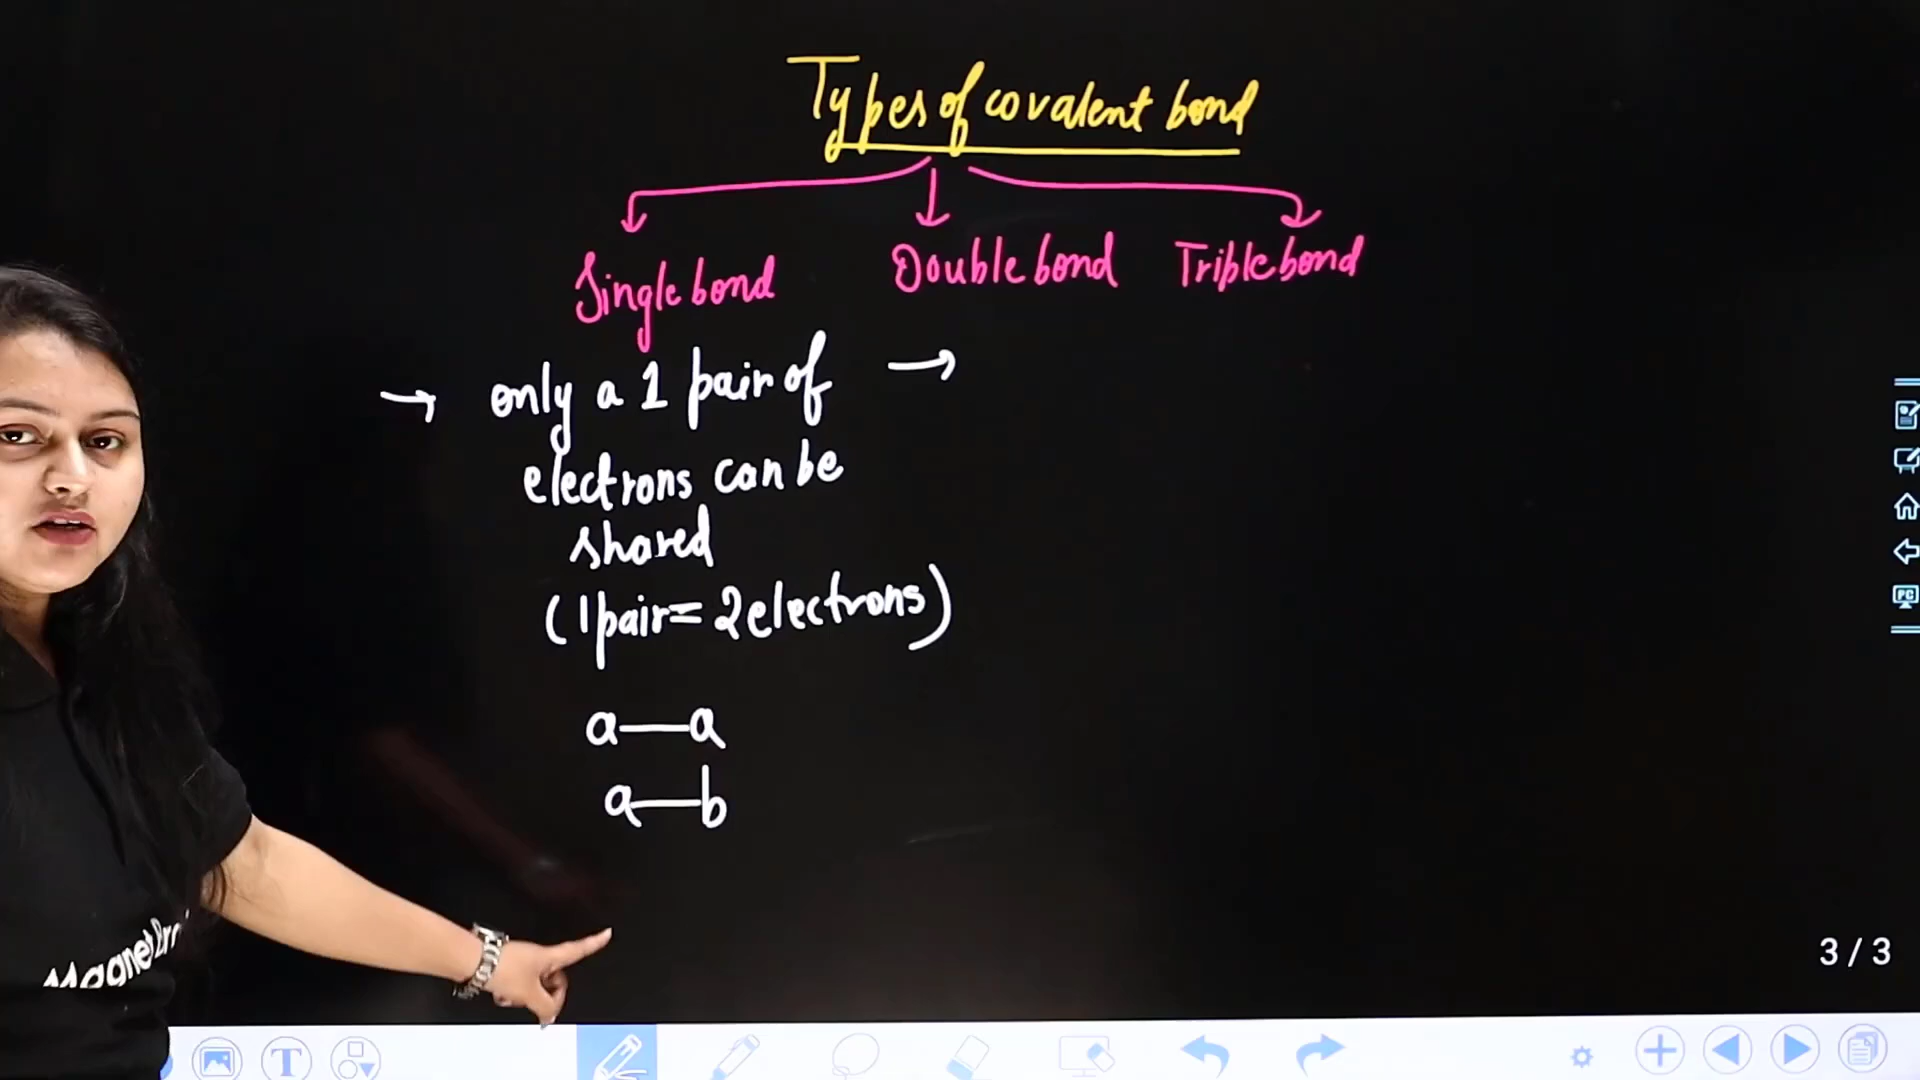 Types of covalent bond
Single bond Double bond Triple bond
→ only a 1 pair of →
electrons can be
shared
(1 pair = 2 electrons)
a—a
a—b
3 / 3
PC
T